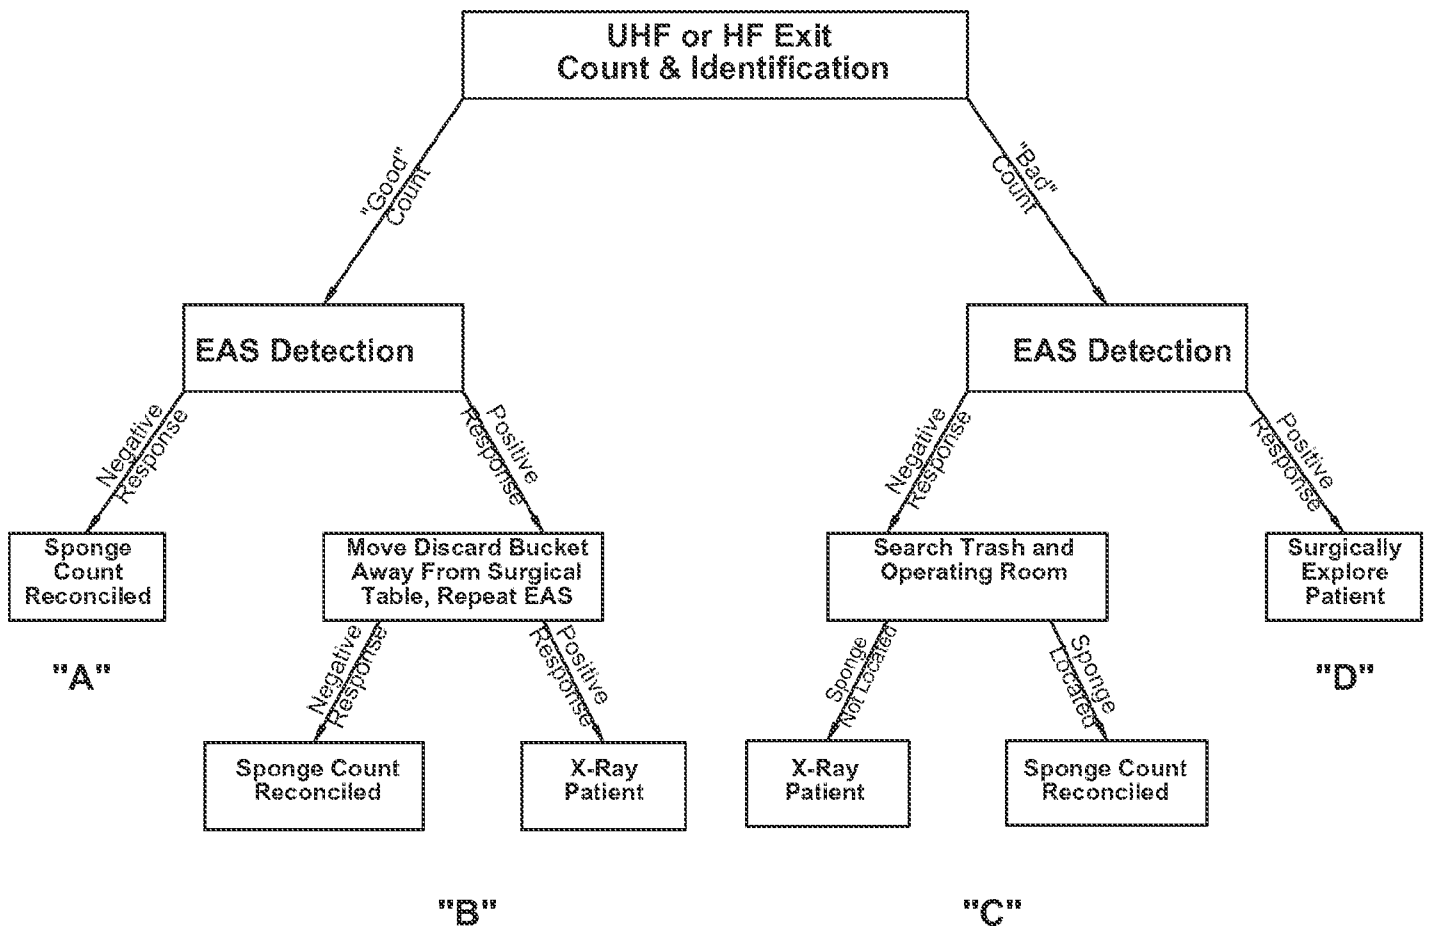 UHF or HF Exit
Count & Identification
"Good"
Count
"Bad"
Count
EAS Detection
EAS Detection
Negative
Response
Positive
Response
Negative
Response
Positive
Response
Sponge
Count
Reconciled
Move Discard Bucket
Away From Surgical
Table, Repeat EAS
Search Trash and
Operating Room
Surgically
Explore
Patient
"A"
"D"
Negative
Response
Positive
Response
Sponge
Not Located
Sponge
Located
Sponge Count
Reconciled
X-Ray
Patient
X-Ray
Patient
Sponge Count
Reconciled
"B"
"C"